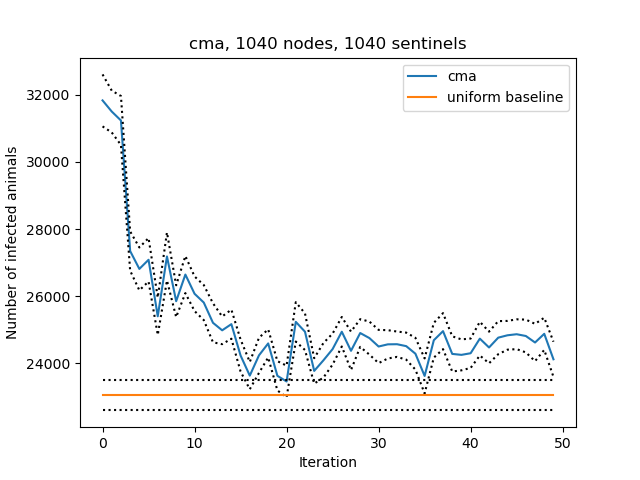 cma, 1040 nodes, 1040 sentinels
cma
uniform baseline
Number of infected animals
32000
30000
28000
26000
24000
0 10 20 30 40 50
Iteration